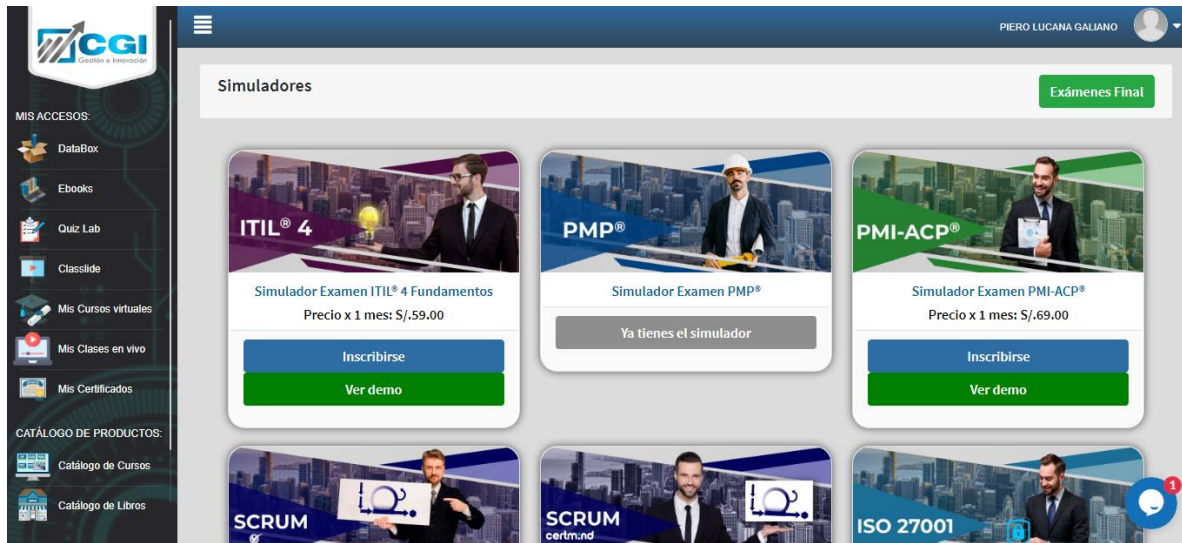 CGI
Gestión e Innovación
PIERO LUCANA GALIANO
MIS ACCESOS:
DataBox
Ebooks
Quiz Lab
Classlide
Mis Cursos virtuales
Mis Clases en vivo
Mis Certificados
CATÁLOGO DE PRODUCTOS:
Catálogo de Cursos
Catálogo de Libros
Simuladores
Exámenes Final
ITIL® 4
Simulador Examen ITIL® 4 Fundamentos
Precio x 1 mes: S/.59.00
Inscribirse
Ver demo
PMP®
Simulador Examen PMP®
Ya tienes el simulador
PMI-ACP®
Simulador Examen PMI-ACP®
Precio x 1 mes: S/.69.00
Inscribirse
Ver demo
SCRUM
SCRUM
certm:nd
ISO 27001
1